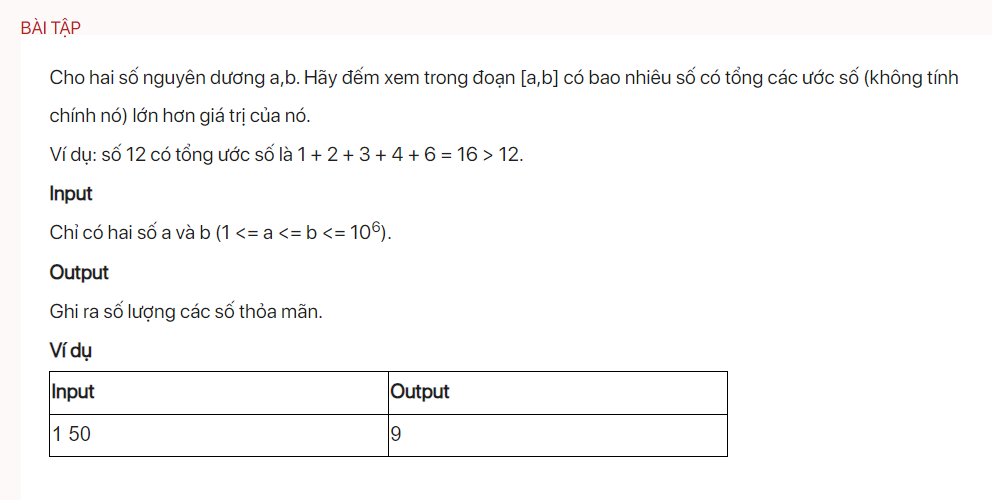 BÀI TẬP
Cho hai số nguyên dương a,b. Hãy đếm xem trong đoạn [a,b] có bao nhiêu số có tổng các ước số (không tính
chính nó) lớn hơn giá trị của nó.
Ví dụ: số 12 có tổng ước số là 1 + 2 + 3 + 4 + 6 = 16 > 12.
Input
Chỉ có hai số a và b (1 <= a <= b <= 10⁶).
Output
Ghi ra số lượng các số thỏa mãn.
Ví dụ
Input Output
1 50 9